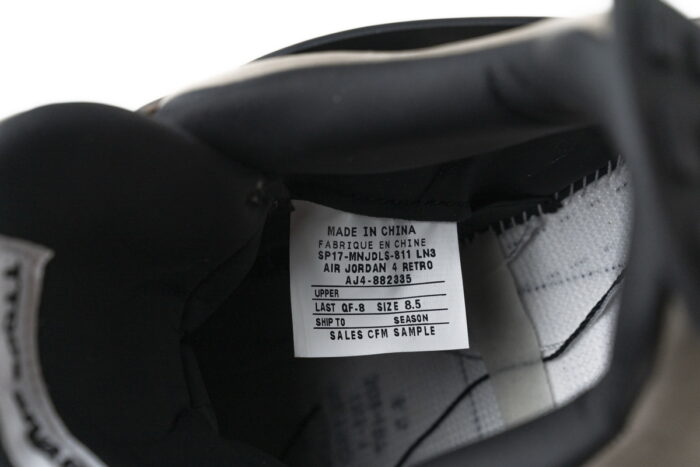 MADE IN CHINA
FABRIQUE EN CHINE
SP17-MNJDLS-811 LN3
AIR JORDAN 4 RETRO
AJ4-882335
UPPER
LAST QF-8 SIZE 8.5
SHIP TO SEASON
SALES CFM SAMPLE